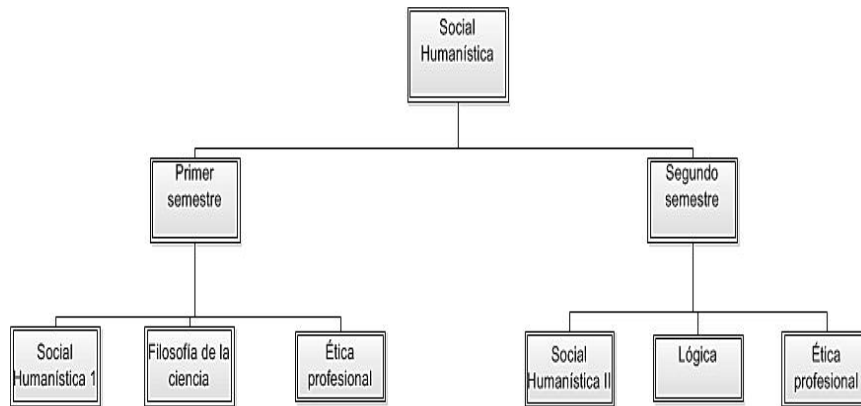 Social
Humanística
Primer
semestre
Segundo
semestre
Social
Humanística 1
Filosofía de la
ciencia
Ética
profesional
Social
Humanística II
Lógica
Ética
profesional